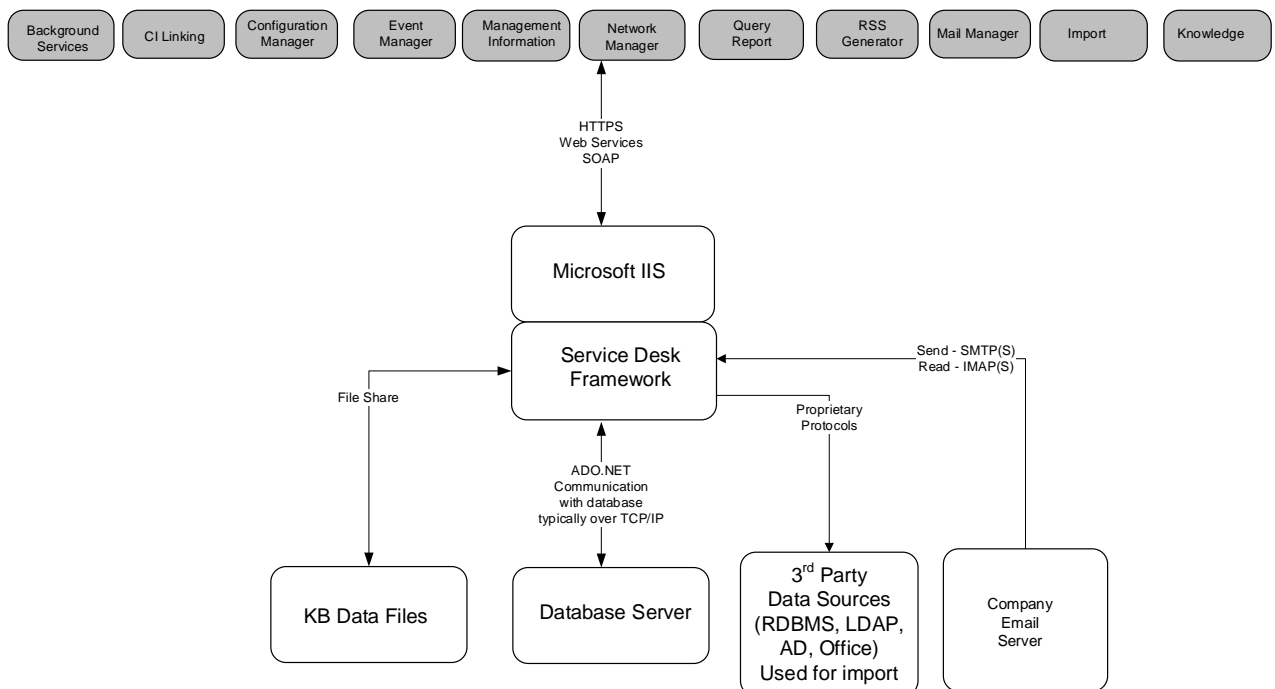 Background
Services
CI Linking
Configuration
Manager
Event
Manager
Management
Information
Network
Manager
Query
Report
RSS
Generator
Mail Manager
Import
Knowledge
HTTPS
Web Services
SOAP
Microsoft IIS
Service Desk
Framework
Send - SMTP(S)
Read - IMAP(S)
File Share
Proprietary
Protocols
ADO.NET
Communication
with database
typically over TCP/IP
KB Data Files
Database Server
3rd Party
Data Sources
(RDBMS, LDAP,
AD, Office)
Used for import
Company
Email
Server